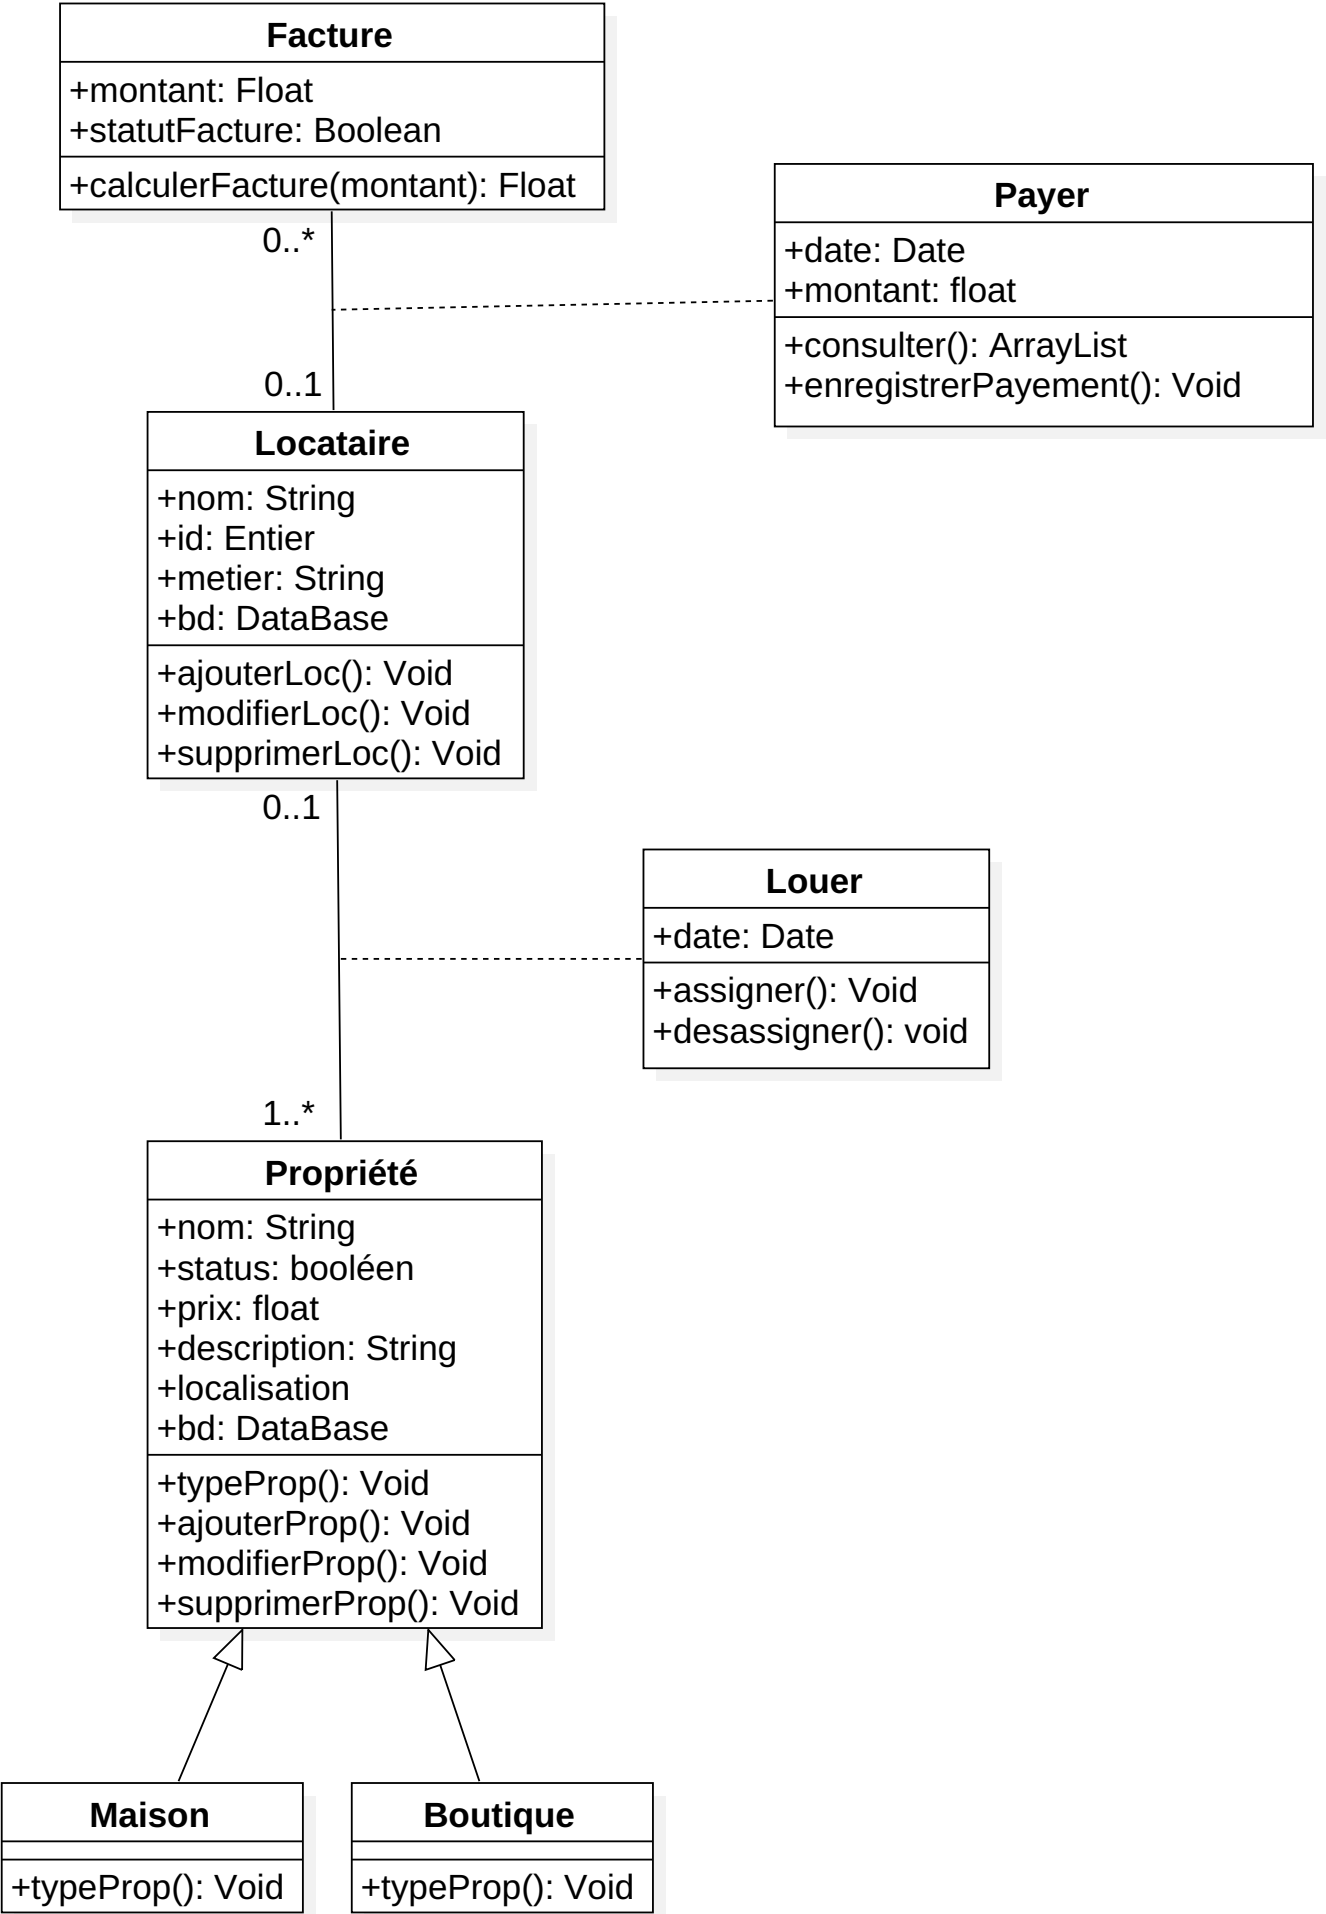 Facture
+montant: Float
+statutFacture: Boolean
+calculerFacture(montant): Float
0..*
Payer
+date: Date
+montant: float
+consulter(): ArrayList
+enregistrerPayement(): Void
0..1
Locataire
+nom: String
+id: Entier
+metier: String
+bd: DataBase
+ajouterLoc(): Void
+modifierLoc(): Void
+supprimerLoc(): Void
0..1
Louer
+date: Date
+assigner(): Void
+desassigner(): void
1..*
Propriété
+nom: String
+status: booléen
+prix: float
+description: String
+localisation
+bd: DataBase
+typeProp(): Void
+ajouterProp(): Void
+modifierProp(): Void
+supprimerProp(): Void
Maison
+typeProp(): Void
Boutique
+typeProp(): Void